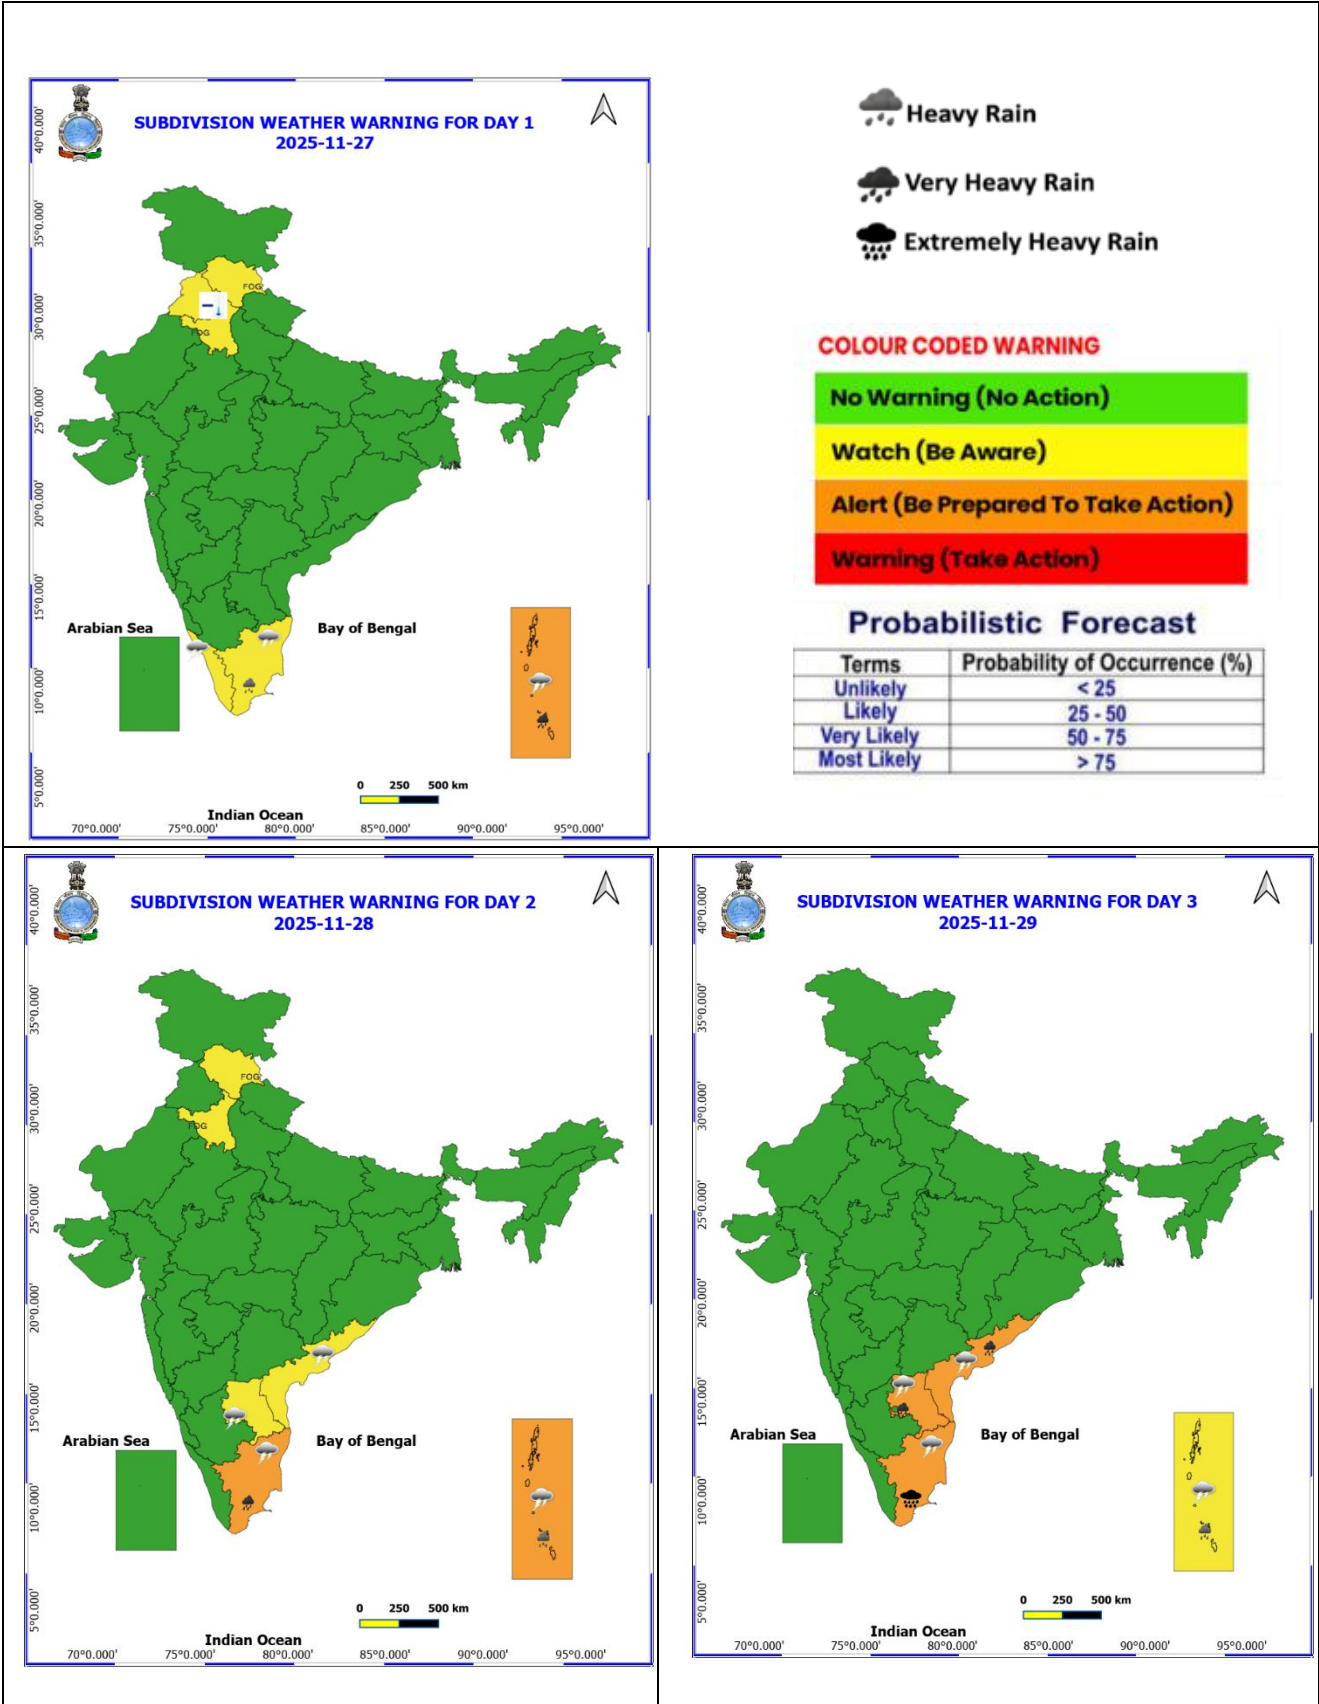 SUBDIVISION WEATHER WARNING FOR DAY 1
2025-11-27
40°0.000'
35°0.000'
30°0.000'
25°0.000'
20°0.000'
15°0.000'
10°0.000'
5°0.000'
FOG
FOG
Arabian Sea
Bay of Bengal
0 250 500 km
Indian Ocean
70°0.000' 75°0.000' 80°0.000' 85°0.000' 90°0.000' 95°0.000'
Heavy Rain
Very Heavy Rain
Extremely Heavy Rain
COLOUR CODED WARNING
No Warning (No Action)
Watch (Be Aware)
Alert (Be Prepared To Take Action)
Warning (Take Action)
Probabilistic Forecast
Terms Probability of Occurrence (%)
Unlikely < 25
Likely 25 - 50
Very Likely 50 - 75
Most Likely > 75
SUBDIVISION WEATHER WARNING FOR DAY 2
2025-11-28
40°0.000'
35°0.000'
30°0.000'
25°0.000'
20°0.000'
15°0.000'
10°0.000'
5°0.000'
FOG
FOG
Arabian Sea
Bay of Bengal
0 250 500 km
Indian Ocean
70°0.000' 75°0.000' 80°0.000' 85°0.000' 90°0.000' 95°0.000'
SUBDIVISION WEATHER WARNING FOR DAY 3
2025-11-29
40°0.000'
35°0.000'
30°0.000'
25°0.000'
20°0.000'
15°0.000'
10°0.000'
5°0.000'
Arabian Sea
Bay of Bengal
0 250 500 km
Indian Ocean
70°0.000' 75°0.000' 80°0.000' 85°0.000' 90°0.000' 95°0.000'